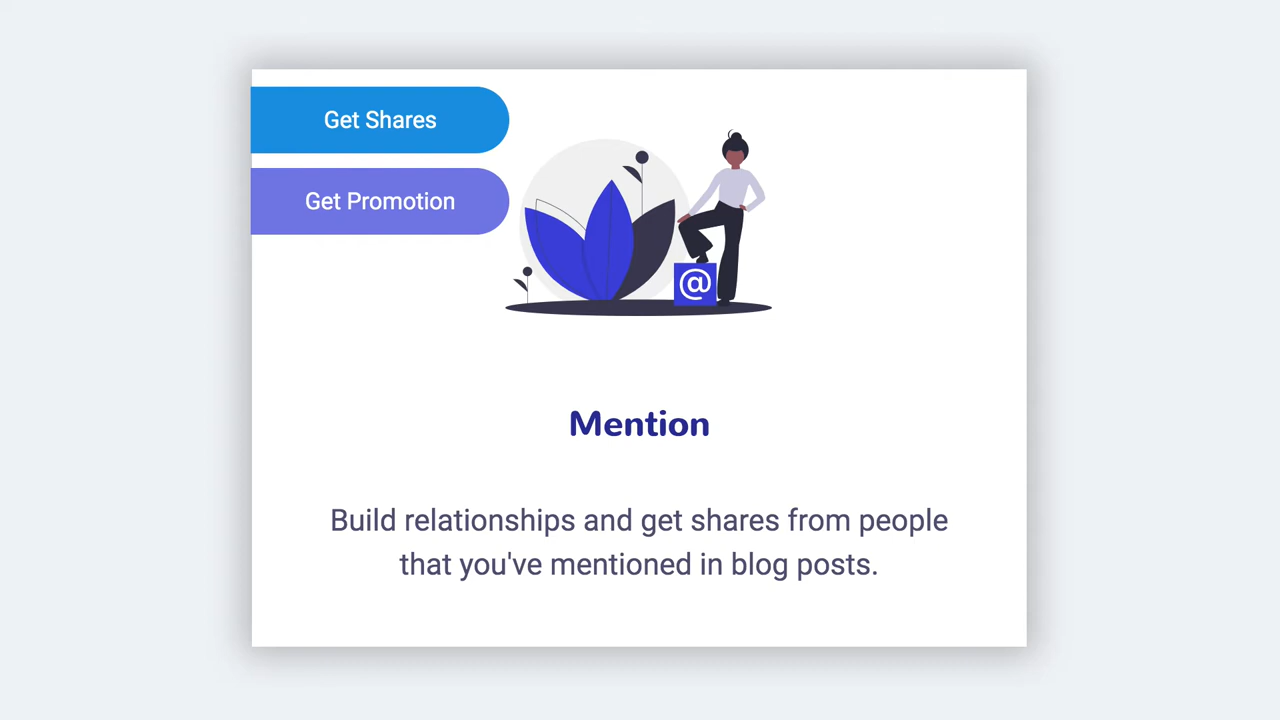 Get Shares
Get Promotion
@
Mention
Build relationships and get shares from people
that you've mentioned in blog posts.